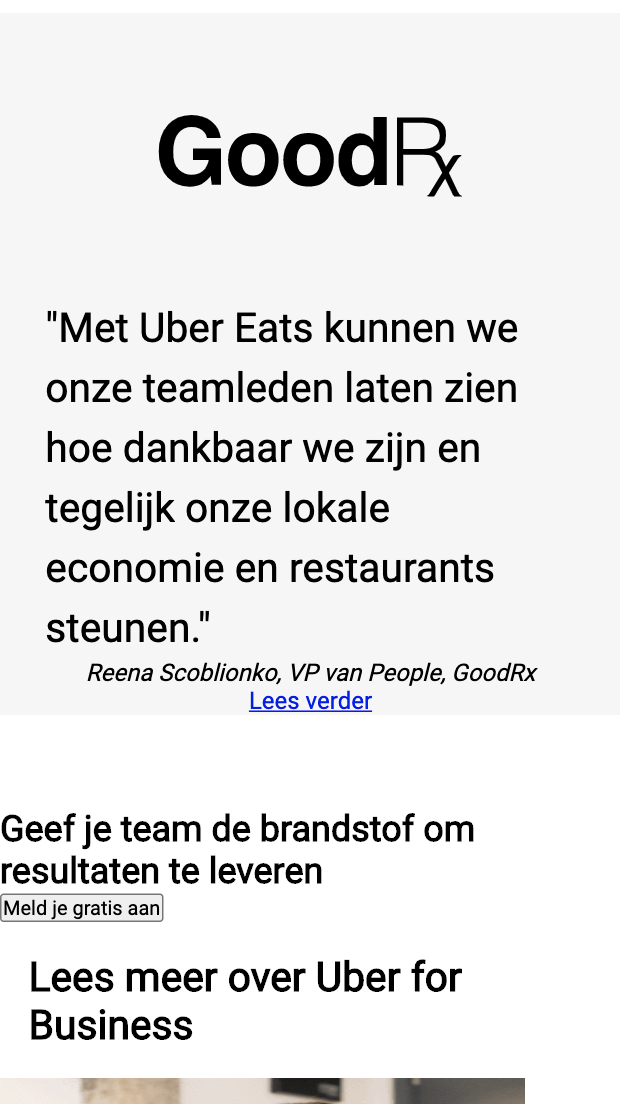 GoodRx
"Met Uber Eats kunnen we
onze teamleden laten zien
hoe dankbaar we zijn en
tegelijk onze lokale
economie en restaurants
steunen."
Reena Scoblionko, VP van People, GoodRx
Lees verder
Geef je team de brandstof om
resultaten te leveren
Meld je gratis aan
Lees meer over Uber for
Business